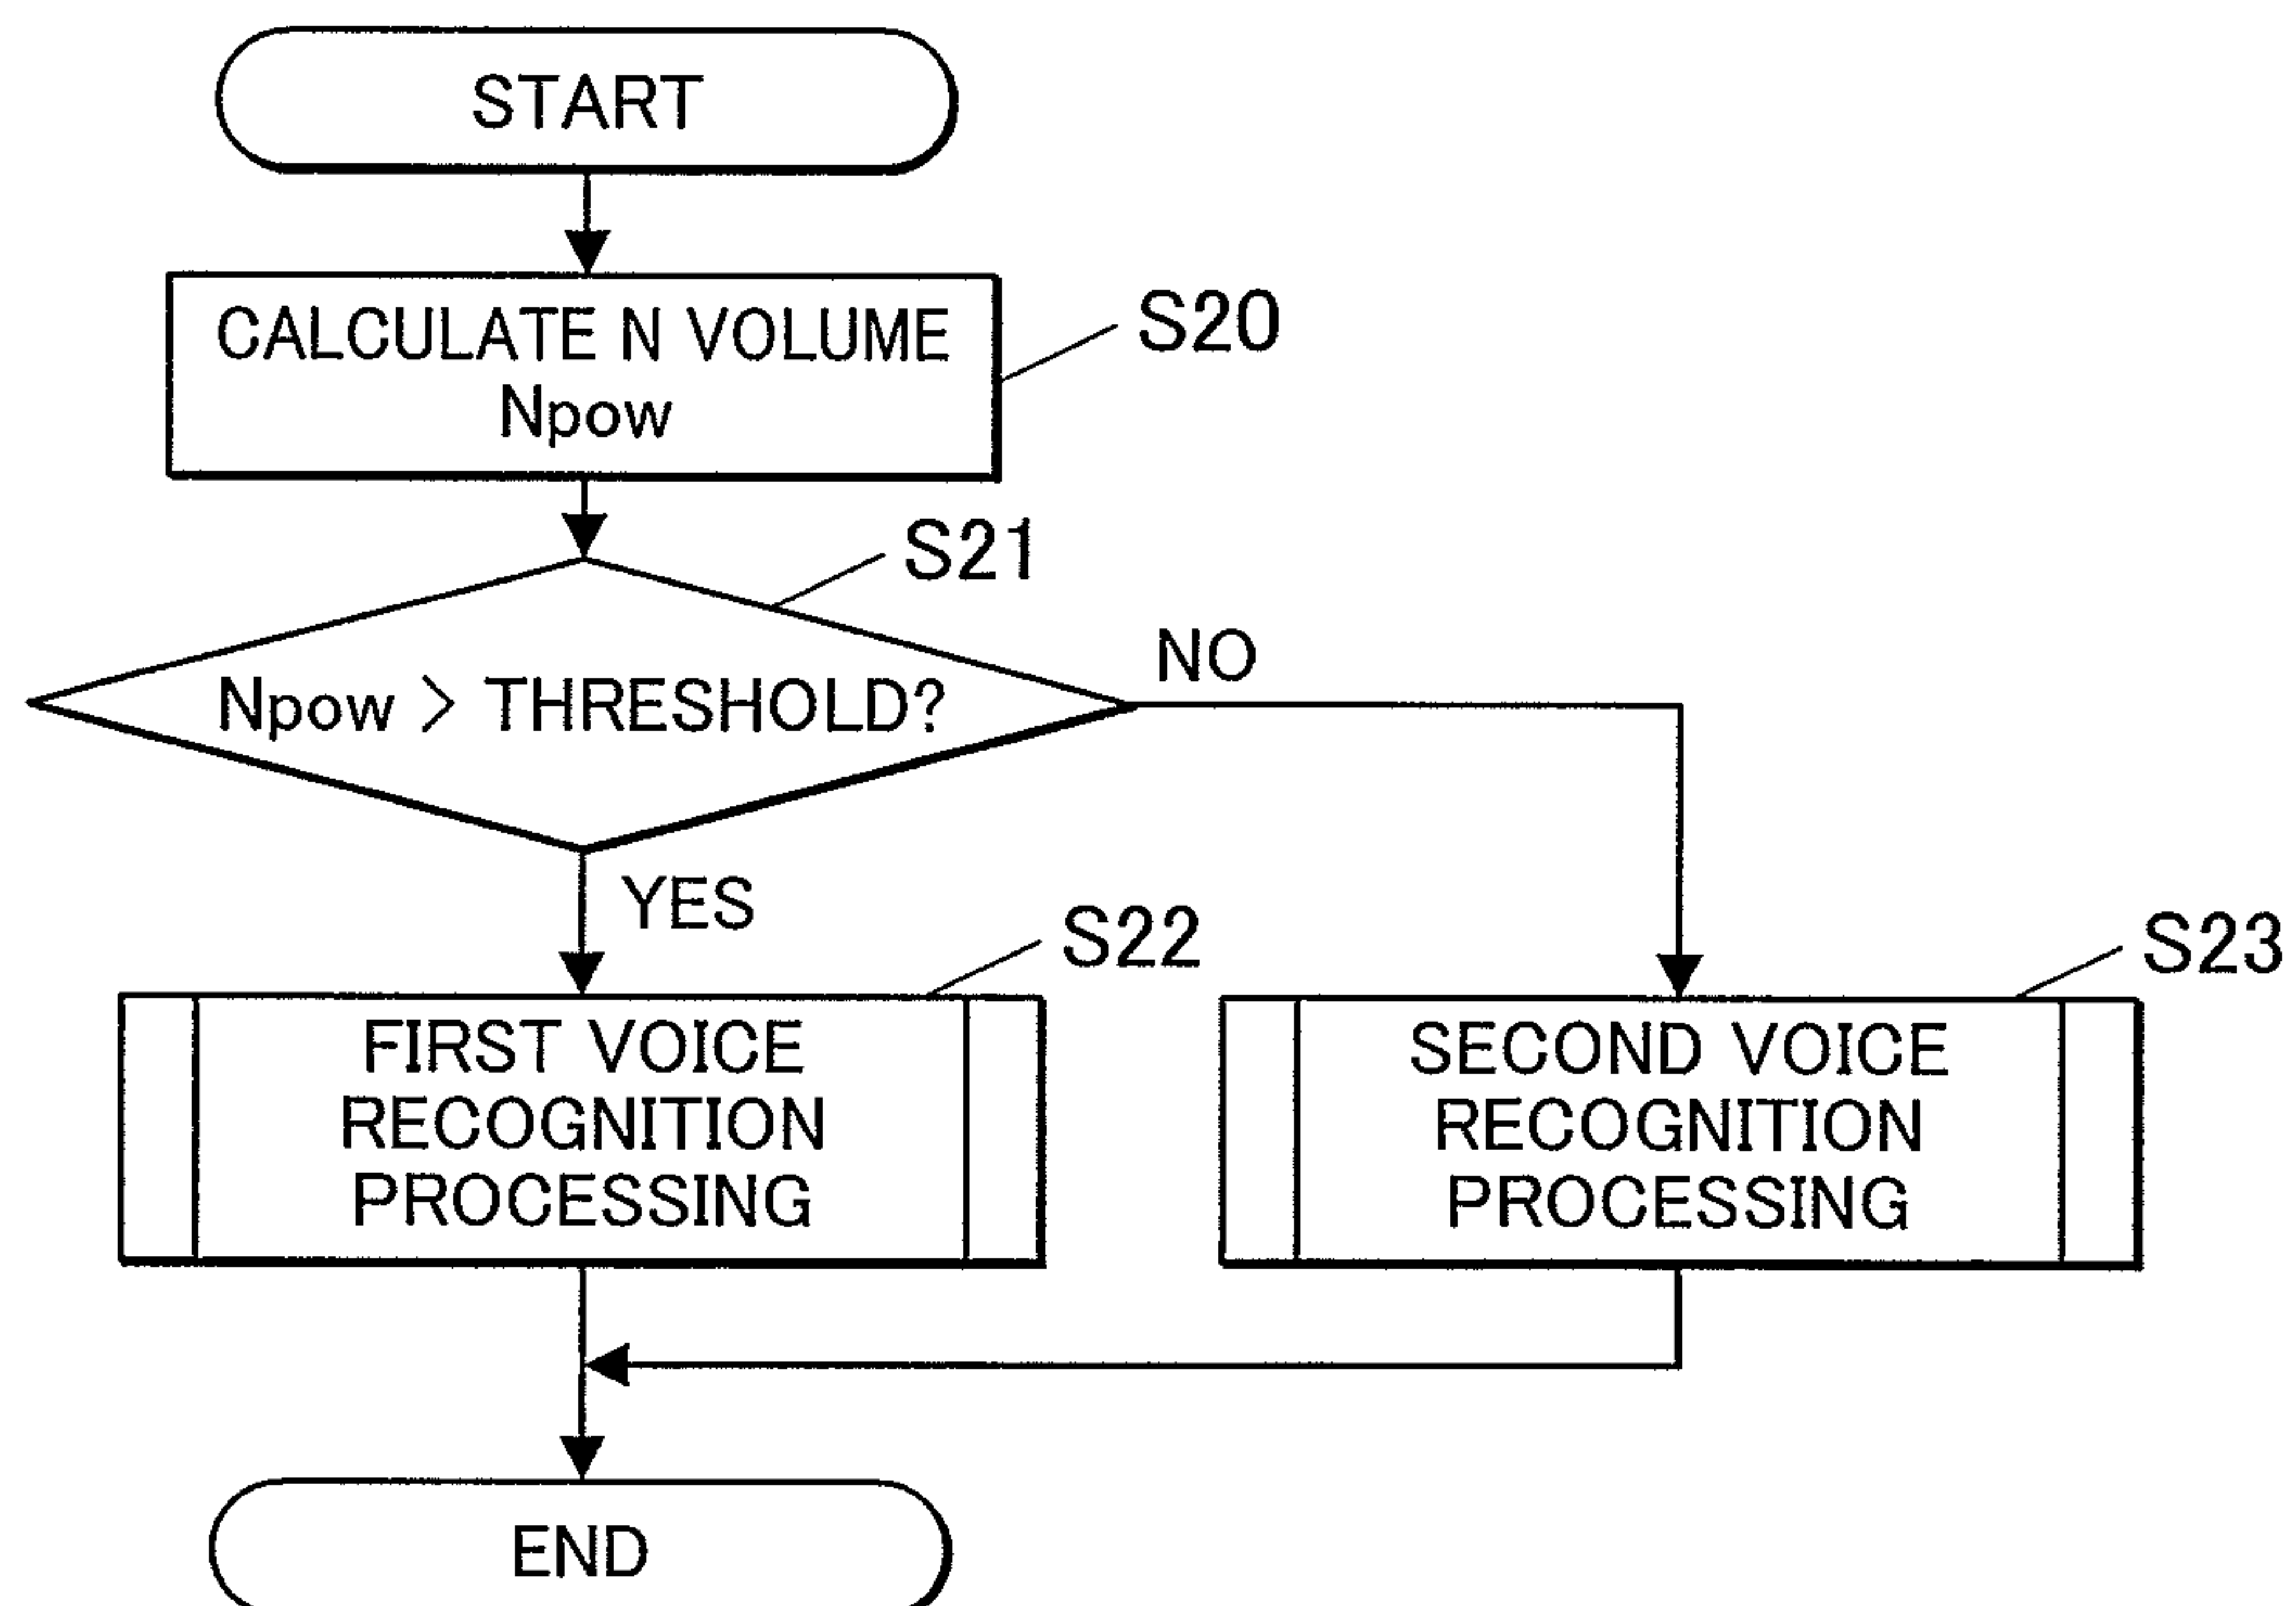 START
CALCULATE N VOLUME
Npow
S20
S21
Npow > THRESHOLD?
NO
YES
S22
S23
FIRST VOICE
RECOGNITION
PROCESSING
SECOND VOICE
RECOGNITION
PROCESSING
END